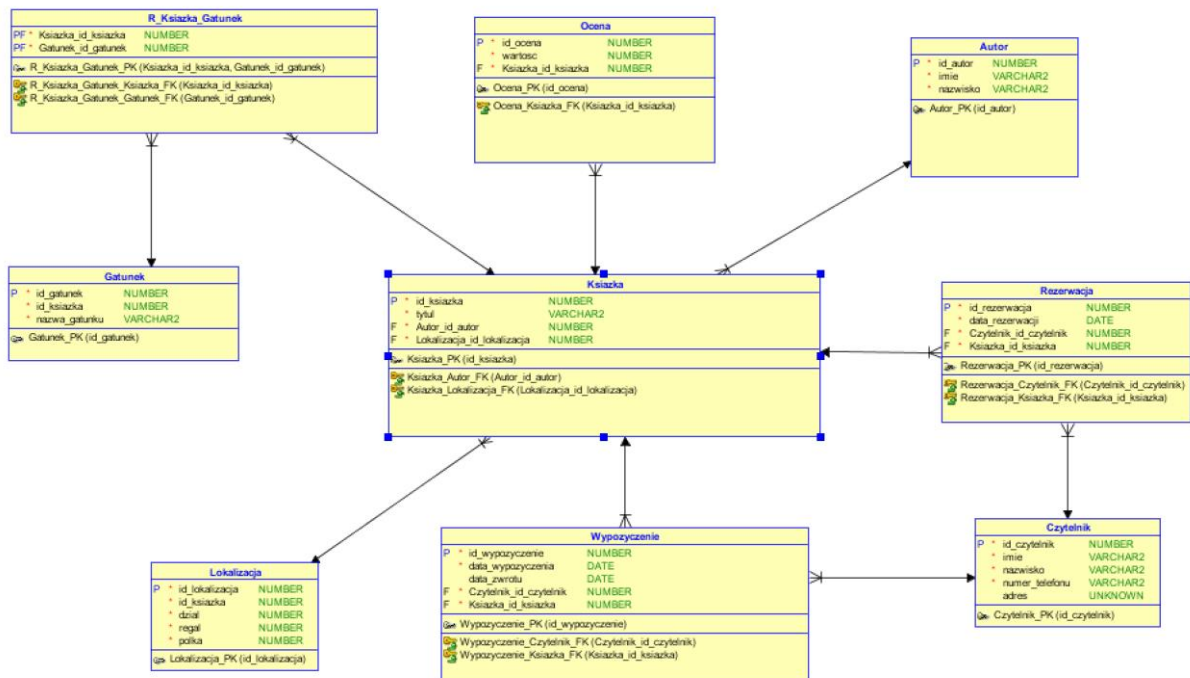 R_Ksiazka_Gatunek
PF * Ksiazka_id_ksiazka NUMBER
PF * Gatunek_id_gatunek NUMBER
R_Ksiazka_Gatunek_PK (Ksiazka_id_ksiazka, Gatunek_id_gatunek)
R_Ksiazka_Gatunek_Ksiazka_FK (Ksiazka_id_ksiazka)
R_Ksiazka_Gatunek_Gatunek_FK (Gatunek_id_gatunek)
Ocena
P * id_ocena NUMBER
* wartosc NUMBER
F * Ksiazka_id_ksiazka NUMBER
Ocena_PK (id_ocena)
Ocena_Ksiazka_FK (Ksiazka_id_ksiazka)
Autor
P * id_autor NUMBER
* imie VARCHAR2
* nazwisko VARCHAR2
Autor_PK (id_autor)
Gatunek
P * id_gatunek NUMBER
* id_ksiazka NUMBER
* nazwa_gatunku VARCHAR2
Gatunek_PK (id_gatunek)
Ksiazka
P * id_ksiazka NUMBER
* tytul VARCHAR2
F * Autor_id_autor NUMBER
F * Lokalizacja_id_lokalizacja NUMBER
Ksiazka_PK (id_ksiazka)
Ksiazka_Autor_FK (Autor_id_autor)
Ksiazka_Lokalizacja_FK (Lokalizacja_id_lokalizacja)
Rezerwacja
P * id_rezerwacja NUMBER
* data_rezerwacji DATE
F * Czytelnik_id_czytelnik NUMBER
F * Ksiazka_id_ksiazka NUMBER
Rezerwacja_PK (id_rezerwacja)
Rezerwacja_Czytelnik_FK (Czytelnik_id_czytelnik)
Rezerwacja_Ksiazka_FK (Ksiazka_id_ksiazka)
Lokalizacja
P * id_lokalizacja NUMBER
* id_ksiazka NUMBER
* dzial NUMBER
* regal NUMBER
* polka NUMBER
Lokalizacja_PK (id_lokalizacja)
Wypozyczenie
P * id_wypozyczenie NUMBER
* data_wypozyczenia DATE
data_zwrotu DATE
F * Czytelnik_id_czytelnik NUMBER
F * Ksiazka_id_ksiazka NUMBER
Wypozyczenie_PK (id_wypozyczenie)
Wypozyczenie_Czytelnik_FK (Czytelnik_id_czytelnik)
Wypozyczenie_Ksiazka_FK (Ksiazka_id_ksiazka)
Czytelnik
P * id_czytelnik NUMBER
* imie VARCHAR2
* nazwisko VARCHAR2
* numer_telefonu VARCHAR2
adres UNKNOWN
Czytelnik_PK (id_czytelnik)